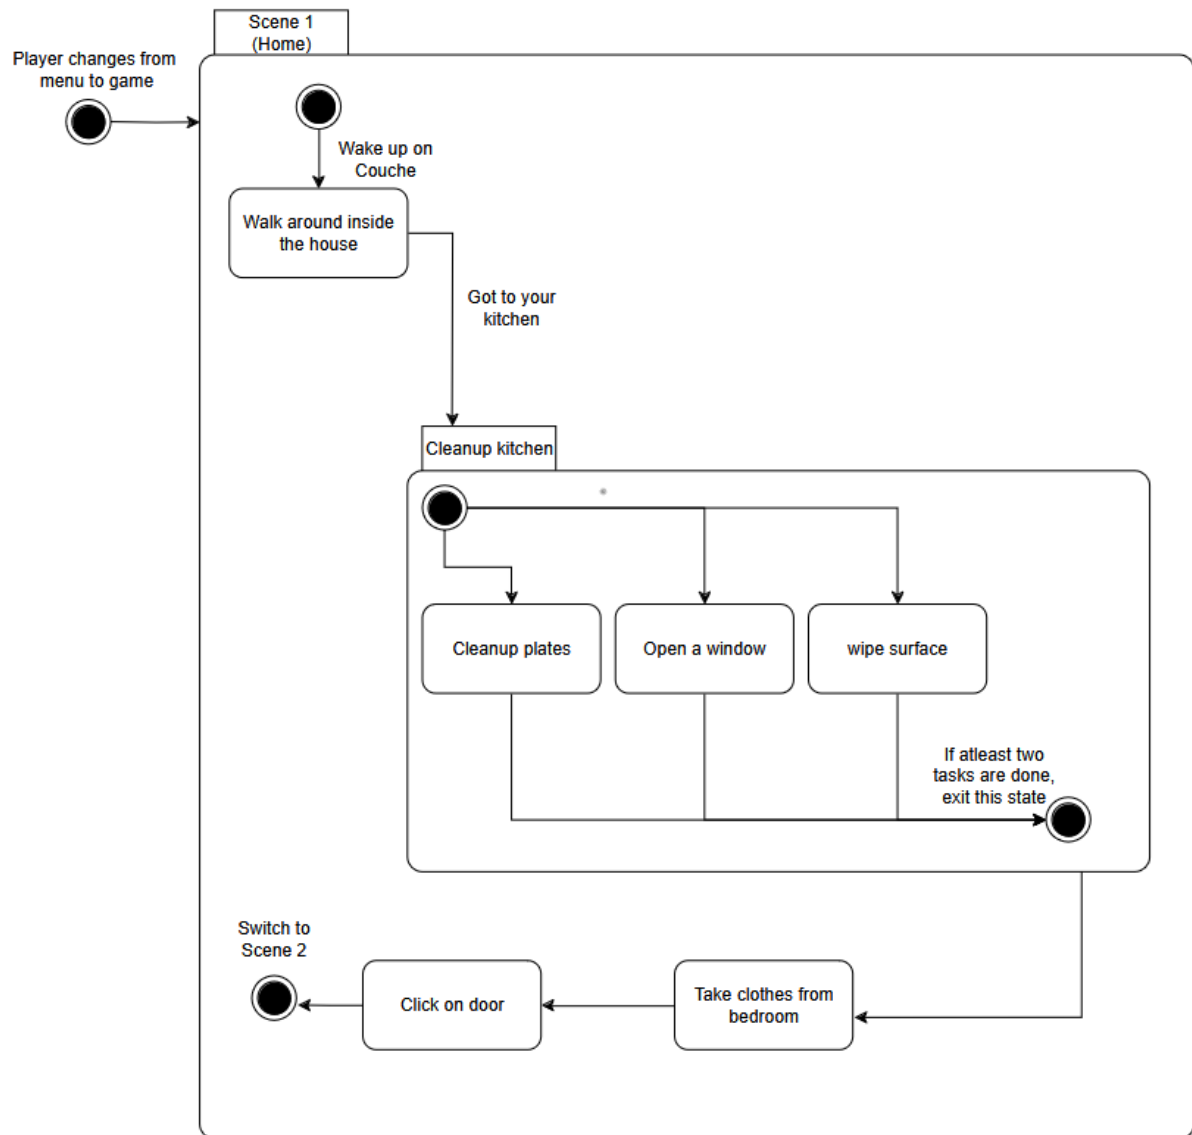 Scene 1
(Home)
Player changes from
menu to game
Wake up on
Couche
Walk around inside
the house
Got to your
kitchen
Cleanup kitchen
Cleanup plates
Open a window
wipe surface
If atleast two
tasks are done,
exit this state
Switch to
Scene 2
Click on door
Take clothes from
bedroom